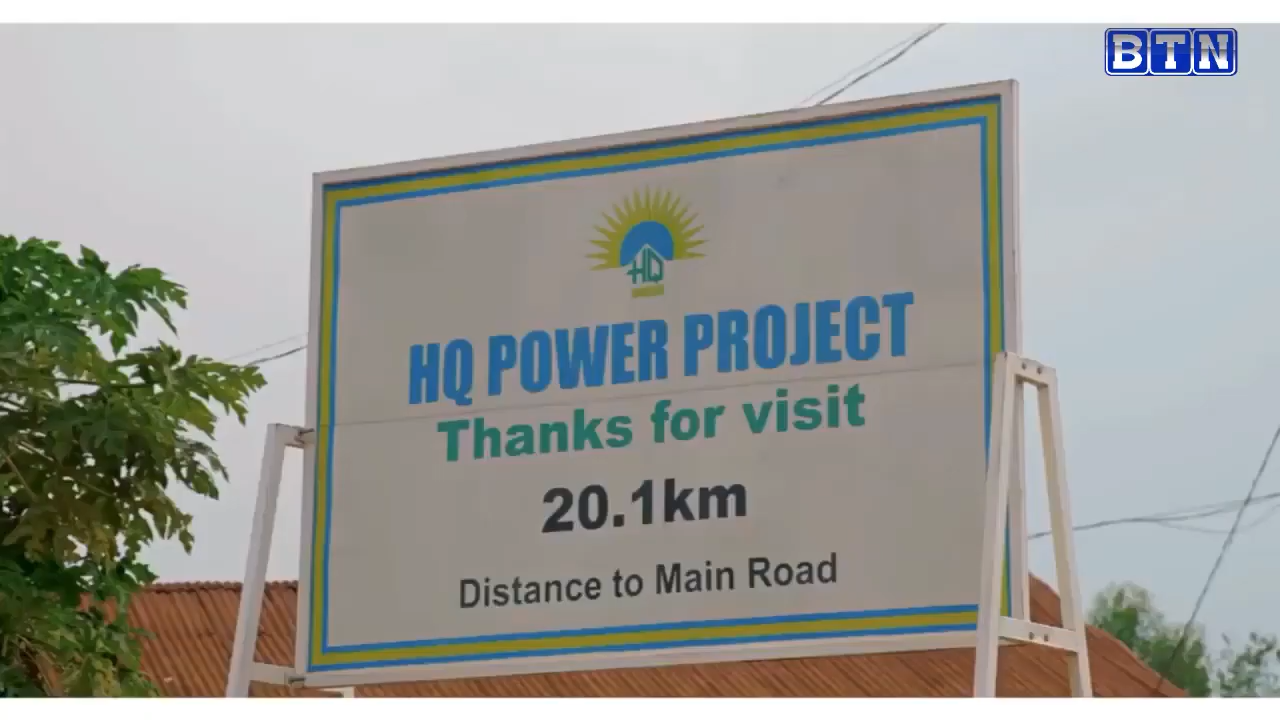 BTN
HQ
HQ POWER PROJECT
Thanks for visit
20.1km
Distance to Main Road